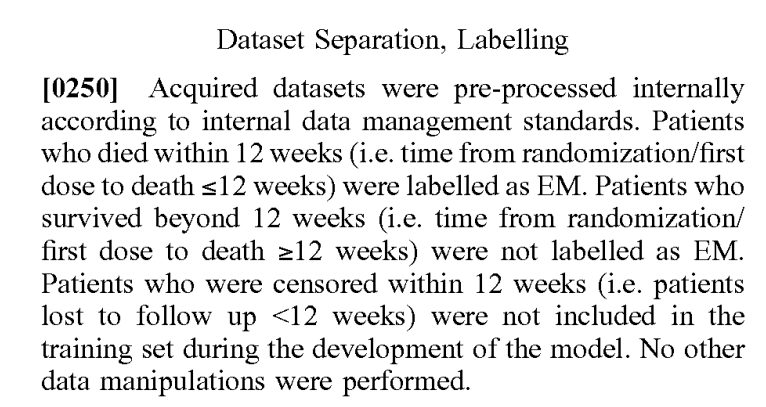 Dataset Separation, Labelling
[0250] Acquired datasets were pre-processed internally
according to internal data management standards. Patients
who died within 12 weeks (i.e. time from randomization/first
dose to death ≤12 weeks) were labelled as EM. Patients who
survived beyond 12 weeks (i.e. time from randomization/
first dose to death ≥12 weeks) were not labelled as EM.
Patients who were censored within 12 weeks (i.e. patients
lost to follow up <12 weeks) were not included in the
training set during the development of the model. No other
data manipulations were performed.